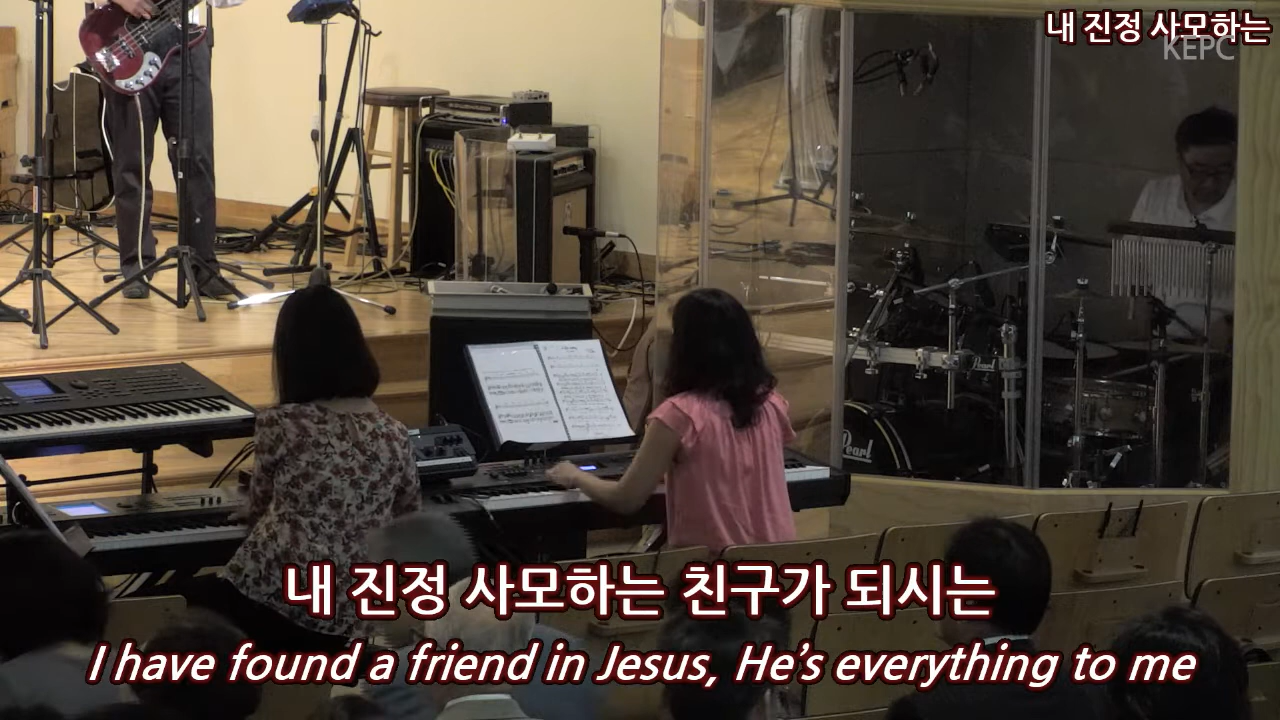 내 진정 사모하는
KEPC
Pearl
내 진정 사모하는 친구가 되시는
I have found a friend in Jesus, He's everything to me